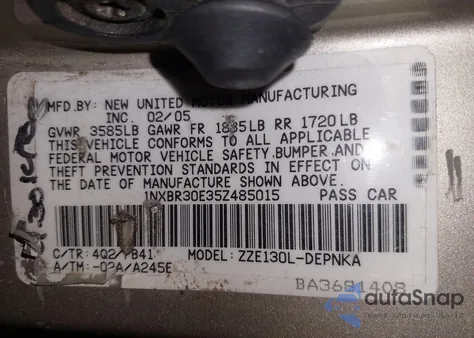 MFD.BY: NEW UNITED MOTOR MANUFACTURING
INC. 02/05
GVWR 3585LB GAWR FR 1885LB RR 1720LB
THIS VEHICLE CONFORMS TO ALL APPLICABLE
FEDERAL MOTOR VEHICLE SAFETY, BUMPER,AND
THEFT PREVENTION STANDARDS IN EFFECT ON
THE DATE OF MANUFACTURE SHOWN ABOVE.
1NXBR30E35Z485015 PASS CAR
C/TR: 4Q2/ B41 MODEL: ZZE130L-DEPNKA
A/TM: -02A/A245E
BA3681408
autoSnap